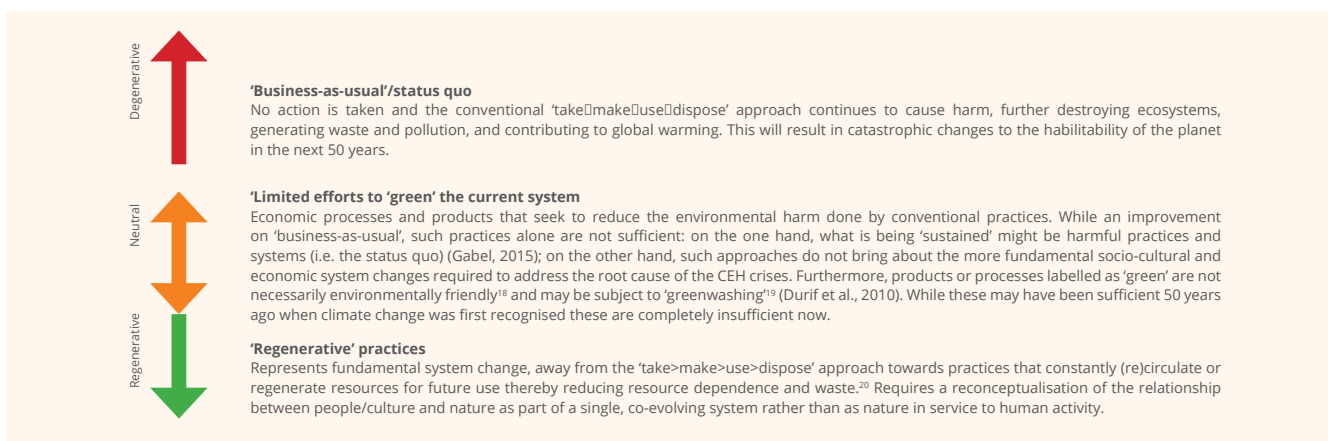 Degenerative
‘Business-as-usual’/status quo
No action is taken and the conventional ‘take▯make▯use▯dispose’ approach continues to cause harm, further destroying ecosystems,
generating waste and pollution, and contributing to global warming. This will result in catastrophic changes to the habilitability of the planet
in the next 50 years.
Neutral
‘Limited efforts to ‘green’ the current system
Economic processes and products that seek to reduce the environmental harm done by conventional practices. While an improvement
on ‘business-as-usual’, such practices alone are not sufficient: on the one hand, what is being ‘sustained’ might be harmful practices and
systems (i.e. the status quo) (Gabel, 2015); on the other hand, such approaches do not bring about the more fundamental socio-cultural and
economic system changes required to address the root cause of the CEH crises. Furthermore, products or processes labelled as ‘green’ are not
necessarily environmentally friendly¹⁸ and may be subject to ‘greenwashing’¹⁹ (Durif et al., 2010). While these may have been sufficient 50 years
ago when climate change was first recognised these are completely insufficient now.
Regenerative
‘Regenerative’ practices
Represents fundamental system change, away from the ‘take>make>use>dispose’ approach towards practices that constantly (re)circulate or
regenerate resources for future use thereby reducing resource dependence and waste.²⁰ Requires a reconceptualisation of the relationship
between people/culture and nature as part of a single, co-evolving system rather than as nature in service to human activity.